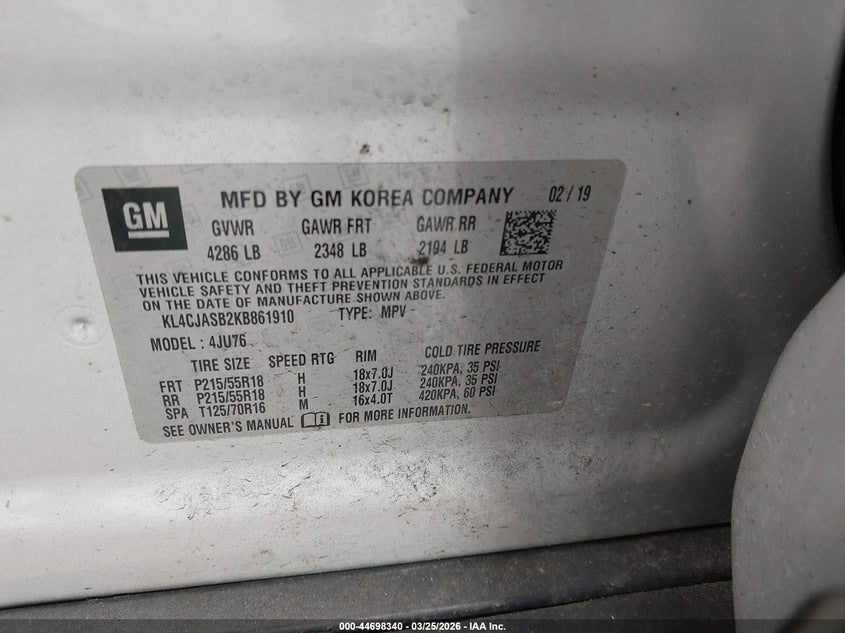 GM
MFD BY GM KOREA COMPANY 02/19
GVWR GAWR FRT GAWR RR
4286 LB 2348 LB 2194 LB
THIS VEHICLE CONFORMS TO ALL APPLICABLE U.S. FEDERAL MOTOR
VEHICLE SAFETY AND THEFT PREVENTION STANDARDS IN EFFECT
ON THE DATE OF MANUFACTURE SHOWN ABOVE.
KL4CJASB2KB861910 TYPE: MPV
MODEL: 4JU76
TIRE SIZE SPEED RTG RIM COLD TIRE PRESSURE
FRT P215/55R18 H 18x7.0J 240KPA, 35 PSI
RR P215/55R18 H 18x7.0J 240KPA, 35 PSI
SPA T125/70R16 M 16x4.0T 420KPA, 60 PSI
SEE OWNER'S MANUAL FOR MORE INFORMATION.
000-44698340 - 03/25/2026 - IAA Inc.